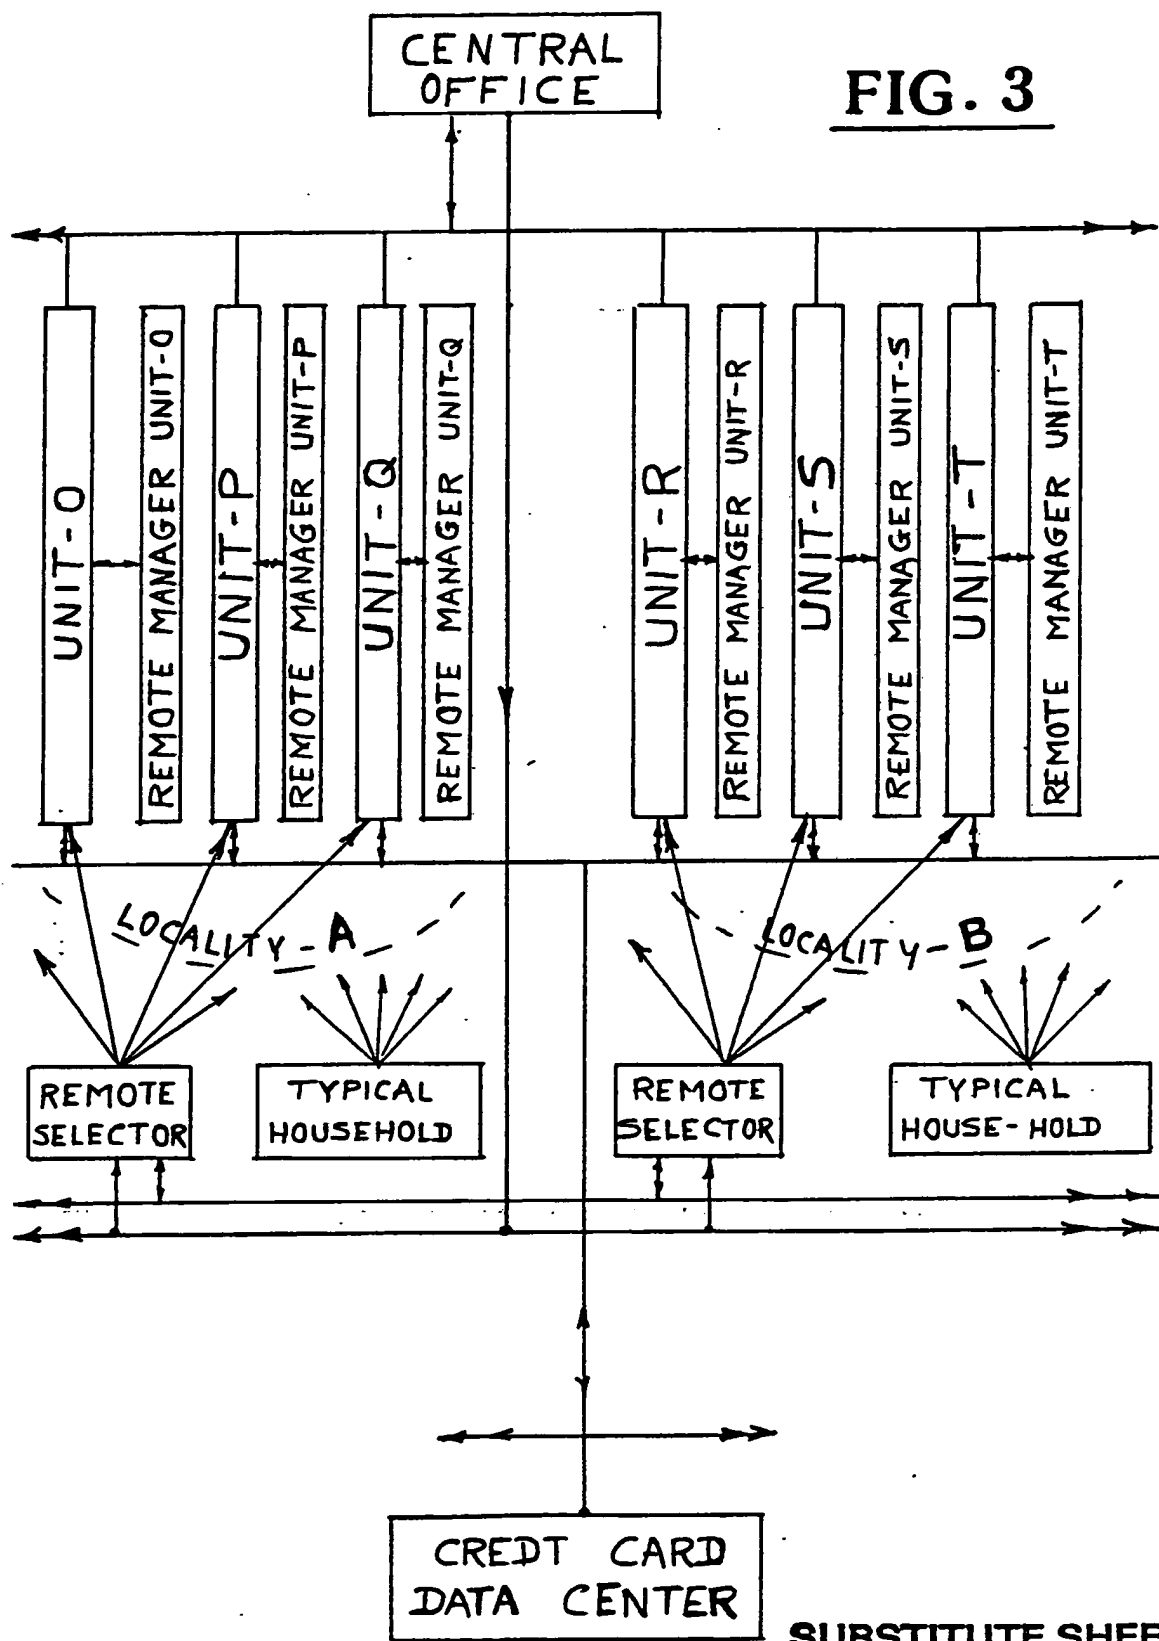 CENTRAL
OFFICE
FIG. 3
UNIT-O
REMOTE MANAGER UNIT-O
UNIT-P
REMOTE MANAGER UNIT-P
UNIT-Q
REMOTE MANAGER UNIT-Q
UNIT-R
REMOTE MANAGER UNIT-R
UNIT-S
REMOTE MANAGER UNIT-S
UNIT-T
REMOTE MANAGER UNIT-T
LOCALITY-A
LOCALITY-B
REMOTE
SELECTOR
TYPICAL
HOUSEHOLD
REMOTE
SELECTOR
TYPICAL
HOUSE-HOLD
CREDT CARD
DATA CENTER
SUBSTITUTE SHEE